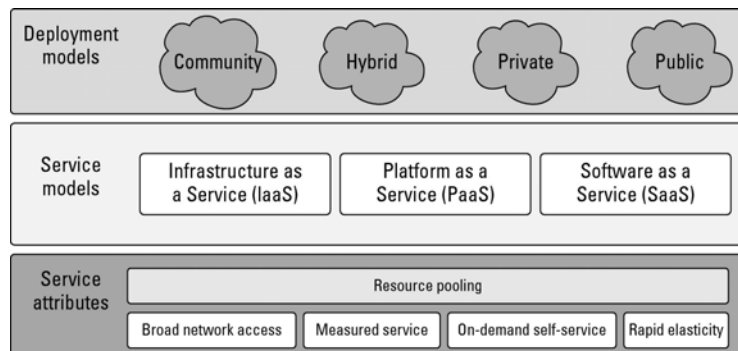 Deployment
models
Community
Hybrid
Private
Public
Service
models
Infrastructure as
a Service (IaaS)
Platform as a
Service (PaaS)
Software as a
Service (SaaS)
Service
attributes
Resource pooling
Broad network access
Measured service
On-demand self-service
Rapid elasticity